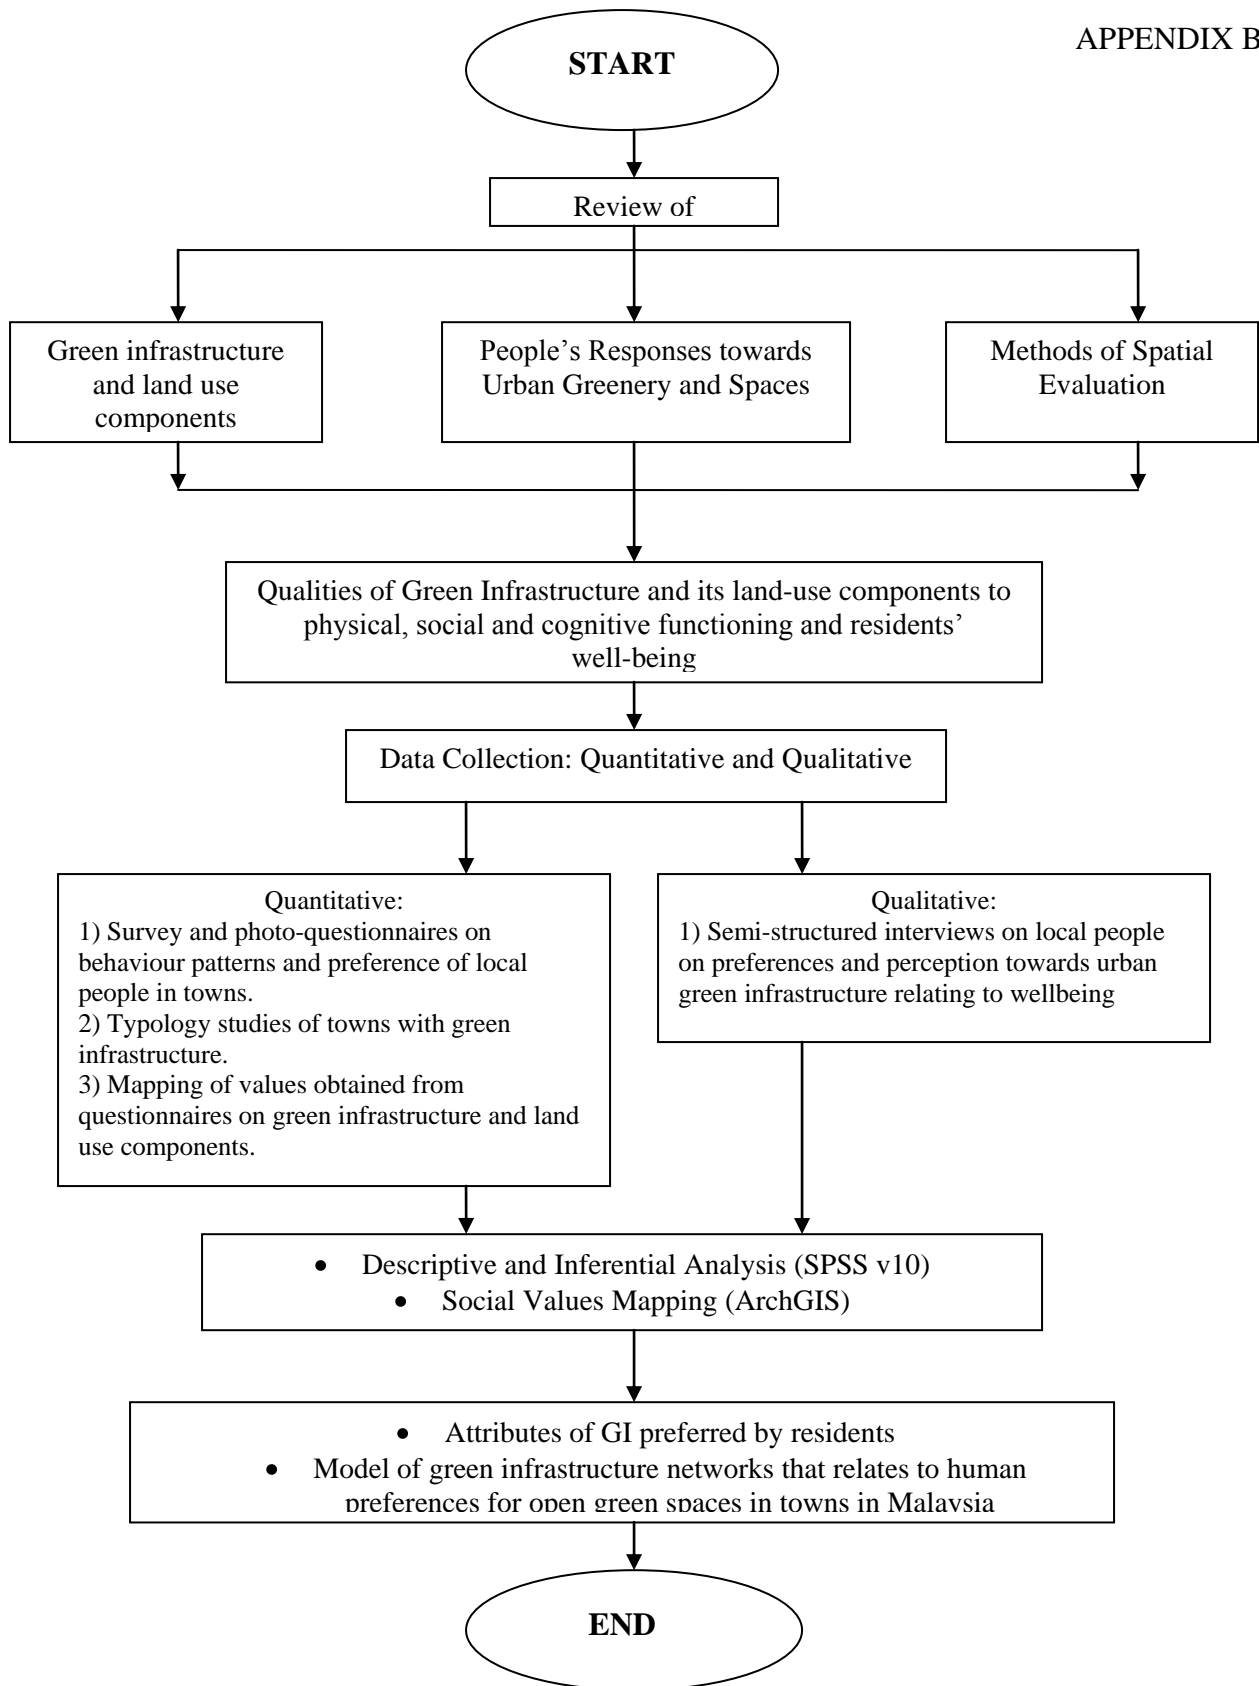 APPENDIX B
START
Review of
Green infrastructure
and land use
components
People’s Responses towards
Urban Greenery and Spaces
Methods of Spatial
Evaluation
Qualities of Green Infrastructure and its land-use components to
physical, social and cognitive functioning and residents’
well-being
Data Collection: Quantitative and Qualitative
Quantitative:
1) Survey and photo-questionnaires on
behaviour patterns and preference of local
people in towns.
2) Typology studies of towns with green
infrastructure.
3) Mapping of values obtained from
questionnaires on green infrastructure and land
use components.
Qualitative:
1) Semi-structured interviews on local people
on preferences and perception towards urban
green infrastructure relating to wellbeing
• Descriptive and Inferential Analysis (SPSS v10)
• Social Values Mapping (ArchGIS)
• Attributes of GI preferred by residents
• Model of green infrastructure networks that relates to human
preferences for open green spaces in towns in Malaysia
END